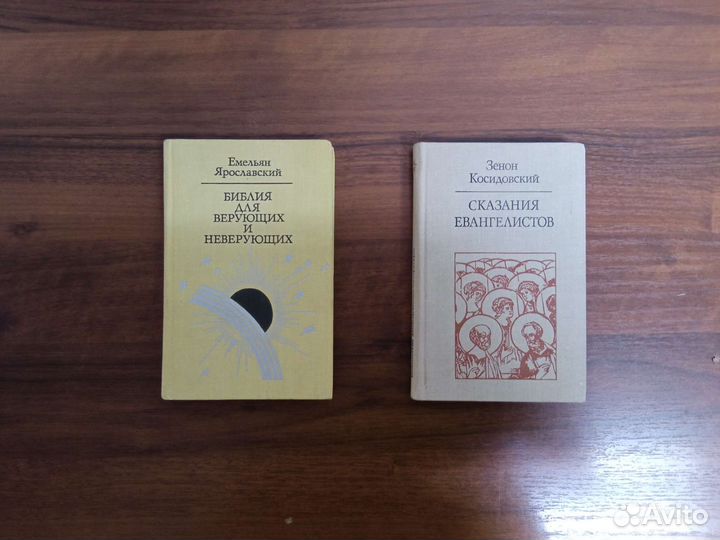 Емельян
Ярославский
БИБЛИЯ
ДЛЯ
ВЕРУЮЩИХ
И
НЕВЕРУЮЩИХ
Зенон
Косидовский
СКАЗАНИЯ
ЕВАНГЕЛИСТОВ
Avito